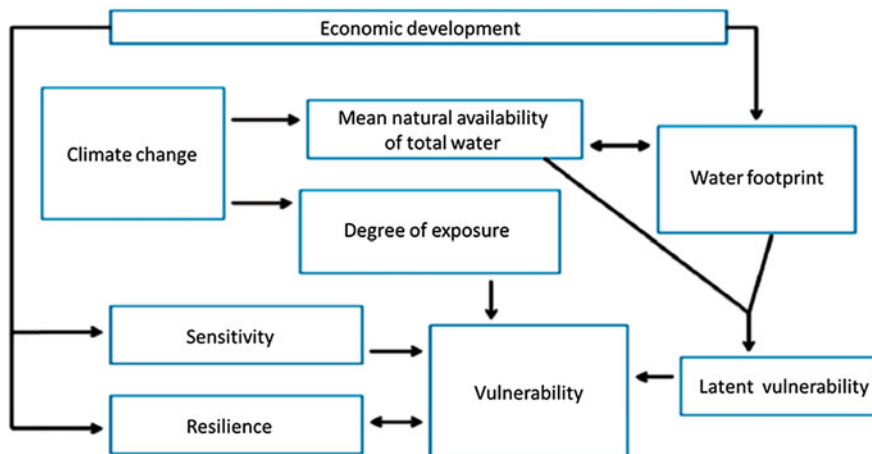 Economic development
Climate change
Mean natural availability
of total water
Water footprint
Degree of exposure
Sensitivity
Vulnerability
Latent vulnerability
Resilience